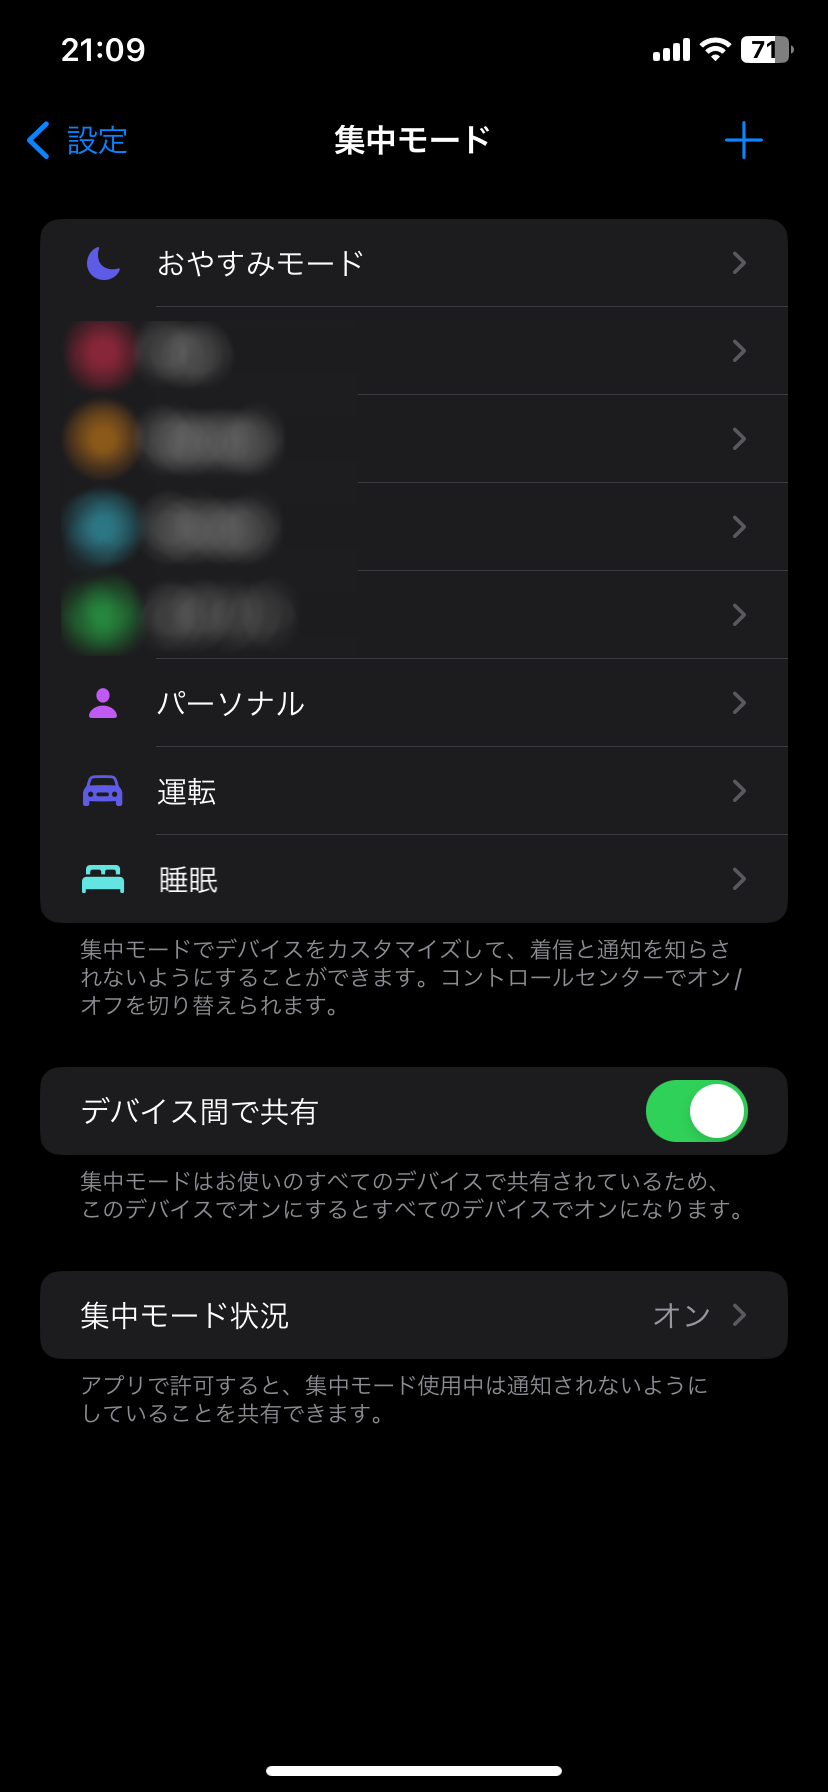 21:09
71
設定
集中モード
おやすみモード
パーソナル
運転
睡眠
集中モードでデバイスをカスタマイズして、着信と通知を知らさ
れないようにすることができます。コントロールセンターでオン/
オフを切り替えられます。
デバイス間で共有
集中モードはお使いのすべてのデバイスで共有されているため、
このデバイスでオンにするとすべてのデバイスでオンになります。
集中モード状況
オン
アプリで許可すると、集中モード使用中は通知されないように
していることを共有できます。